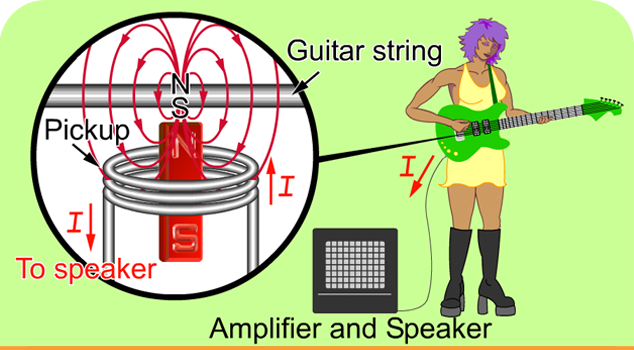 Guitar string
N
S
Pickup
N
I
I
I
S
To speaker
Amplifier and Speaker